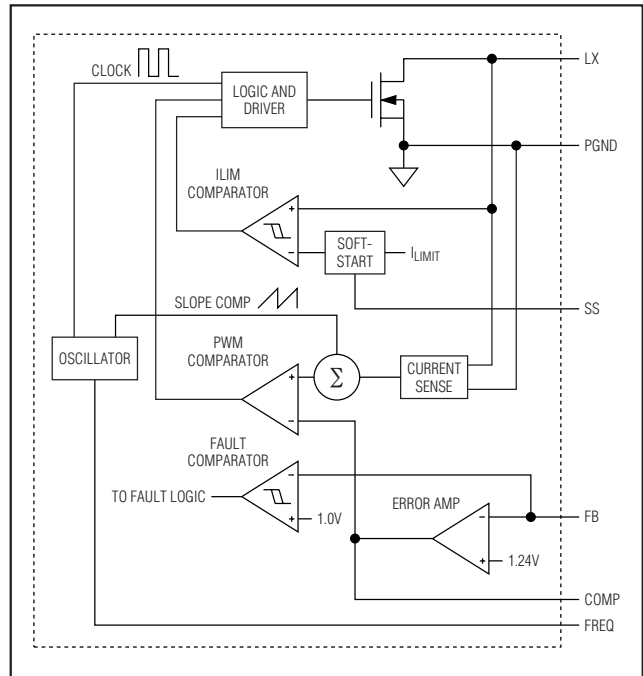 LX
CLOCK
LOGIC AND
DRIVER
PGND
ILIM
COMPARATOR
+
−
SOFT-
START
ILIMIT
SS
SLOPE COMP
OSCILLATOR
PWM
COMPARATOR
+
−
Σ
CURRENT
SENSE
FAULT
COMPARATOR
−
+
TO FAULT LOGIC
1.0V
ERROR AMP
−
+
FB
1.24V
COMP
FREQ